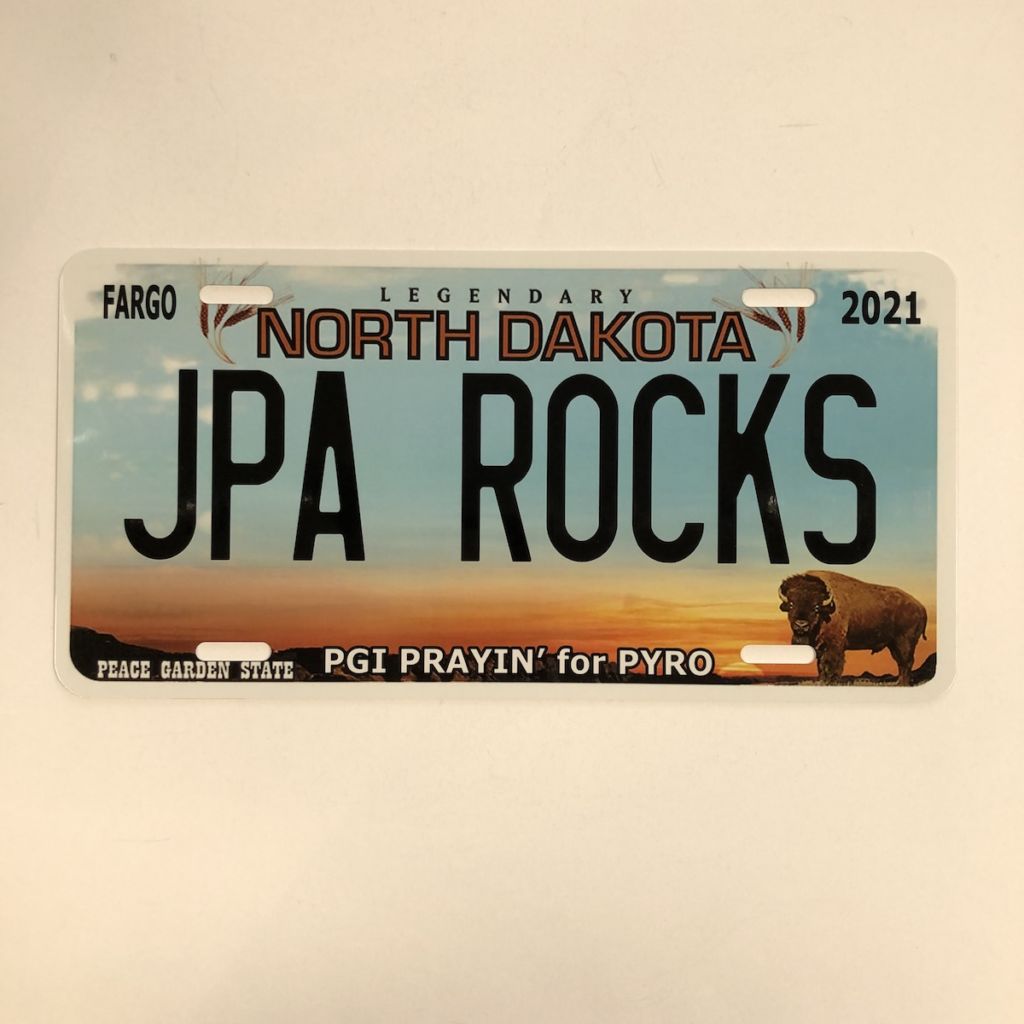 LEGENDARY
FARGO
2021
NORTH DAKOTA
JPA ROCKS
PEACE GARDEN STATE
PGI PRAYIN' for PYRO